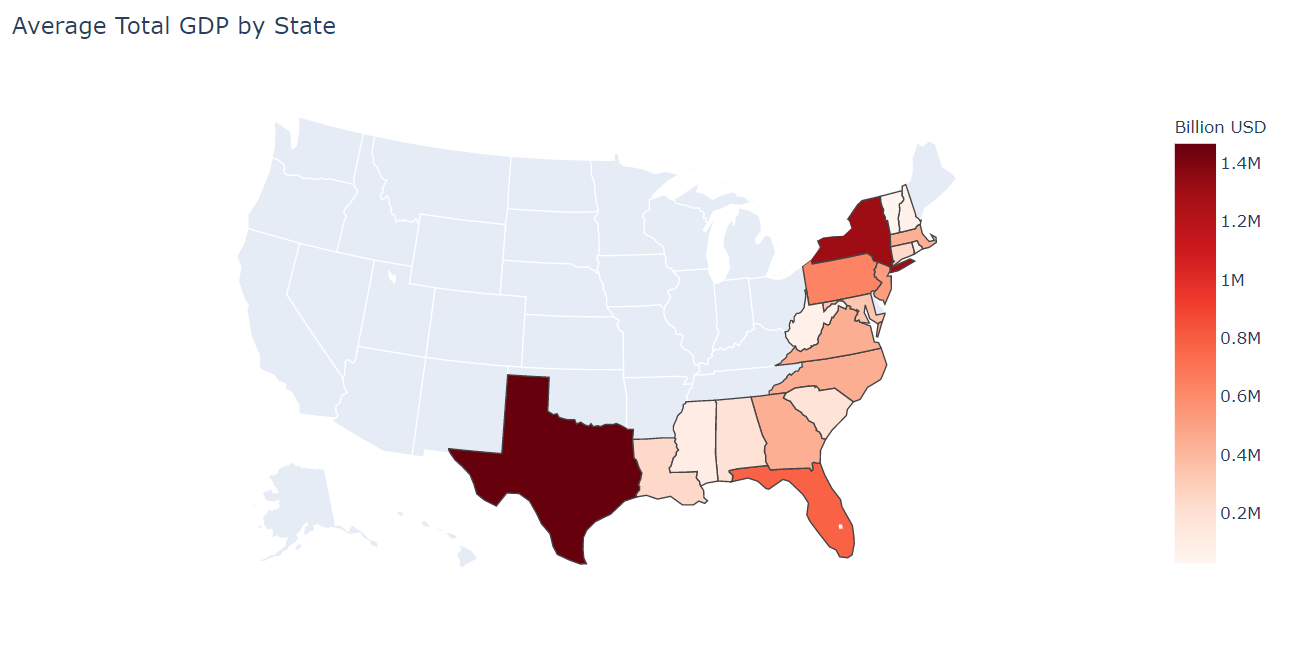 Average Total GDP by State
Billion USD
1.4M
1.2M
1M
0.8M
0.6M
0.4M
0.2M